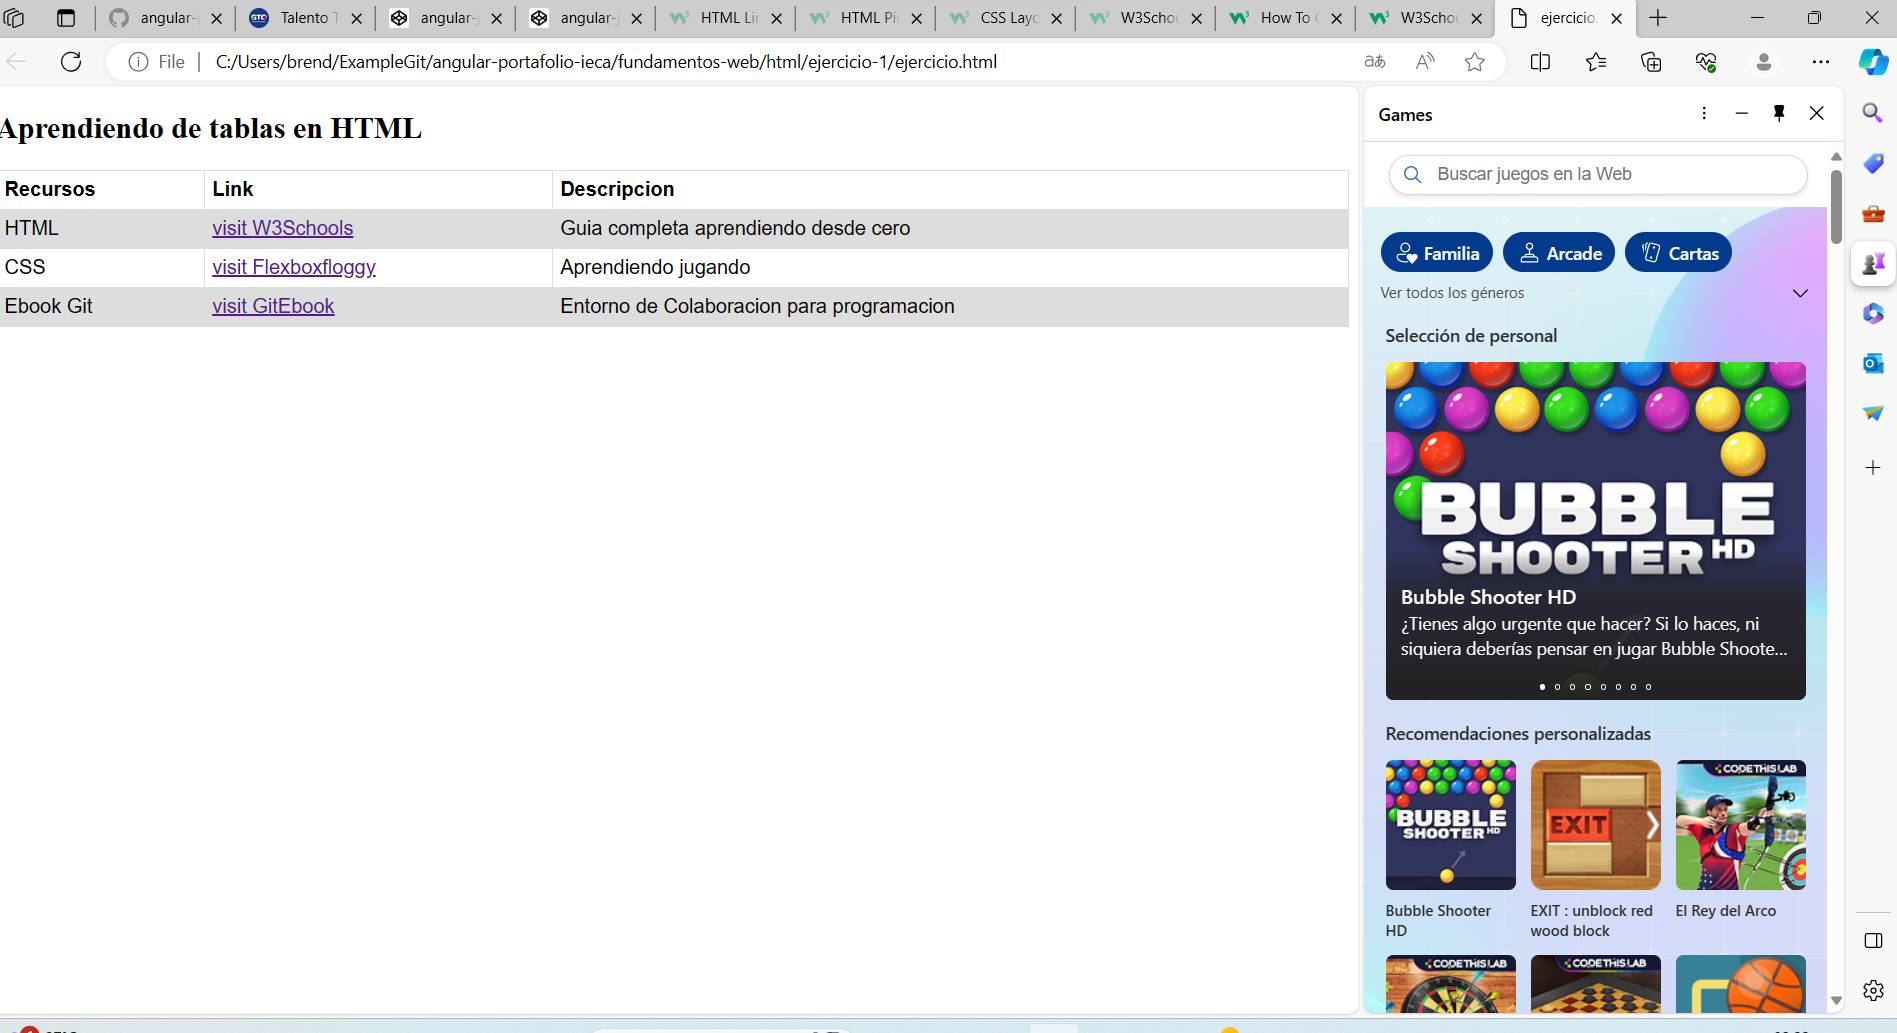 angular-
Talento T
angular-
angular-
HTML Lin
HTML Pic
CSS Layo
W3Schoo
How To C
W3Schoo
ejercicio.
File
C:/Users/brend/ExampleGit/angular-portafolio-ieca/fundamentos-web/html/ejercicio-1/ejercicio.html
Aprendiendo de tablas en HTML
Recursos Link Descripcion
HTML visit W3Schools Guia completa aprendiendo desde cero
CSS visit Flexboxfloggy Aprendiendo jugando
Ebook Git visit GitEbook Entorno de Colaboracion para programacion
Games
Buscar juegos en la Web
Familia Arcade Cartas
Ver todos los géneros
Selección de personal
BUBBLE
SHOOTER HD
Bubble Shooter HD
¿Tienes algo urgente que hacer? Si lo haces, ni
siquiera deberías pensar en jugar Bubble Shoote...
Recomendaciones personalizadas
BUBBLE
SHOOTER HD
EXIT
CODETHISLAB
Bubble Shooter
HD
EXIT : unblock red
wood block
El Rey del Arco
CODETHISLAB
CODETHISLAB